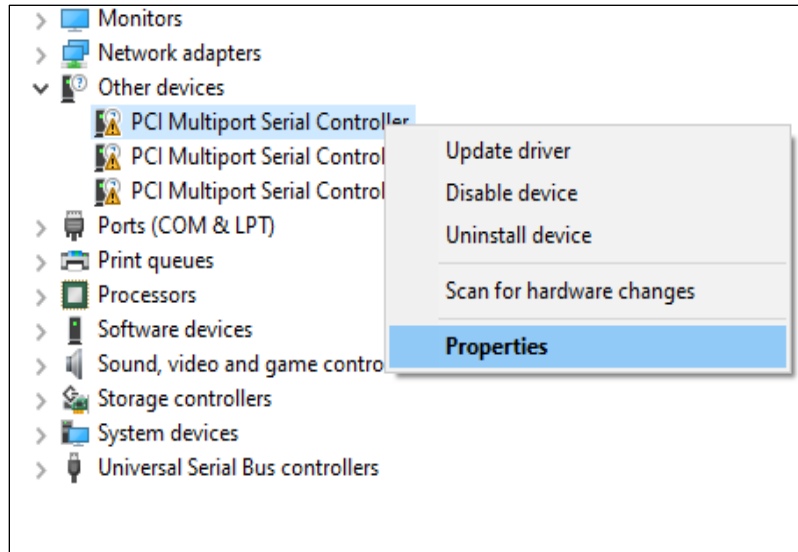 Monitors
Network adapters
Other devices
PCI Multiport Serial Controller
PCI Multiport Serial Control
PCI Multiport Serial Control
Ports (COM & LPT)
Print queues
Processors
Software devices
Sound, video and game contro
Storage controllers
System devices
Universal Serial Bus controllers
Update driver
Disable device
Uninstall device
Scan for hardware changes
Properties